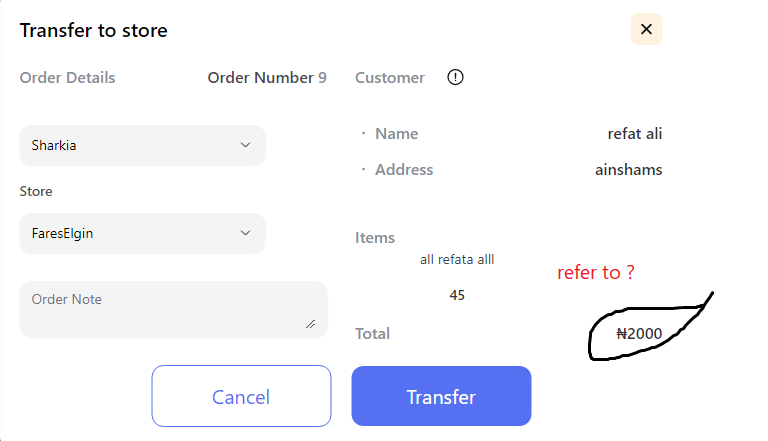 Transfer to store
Order Details
Order Number 9
Sharkia
Store
FaresElgin
Order Note
Customer
Name
refat ali
Address
ainshams
Items
all refata alll
45
refer to ?
Total
₦2000
Cancel
Transfer